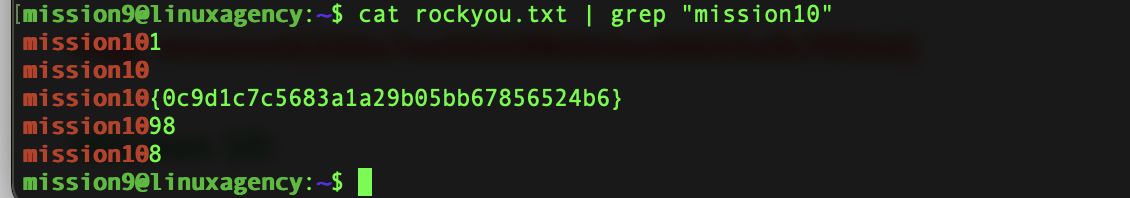 mission9@linuxagency:~$ cat rockyou.txt | grep "mission10"
mission101
mission10
mission10{0c9d1c7c5683a1a29b05bb67856524b6}
mission1098
mission108
mission9@linuxagency:~$